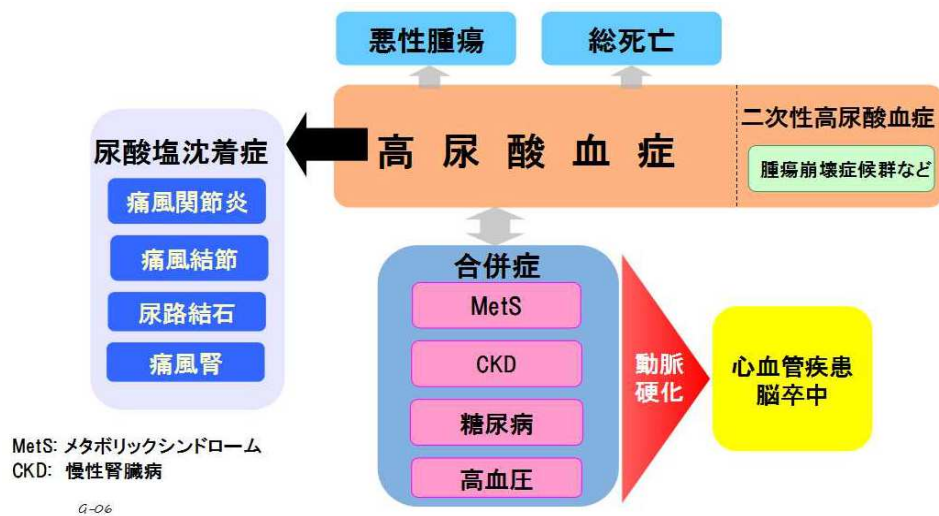 悪性腫瘍
総死亡
高尿酸血症
二次性高尿酸血症
腫瘍崩壊症候群など
尿酸塩沈着症
痛風関節炎
痛風結節
尿路結石
痛風腎
合併症
MetS
CKD
糖尿病
高血圧
動脈
硬化
心血管疾患
脳卒中
MetS: メタボリックシンドローム
CKD: 慢性腎臓病
G-06